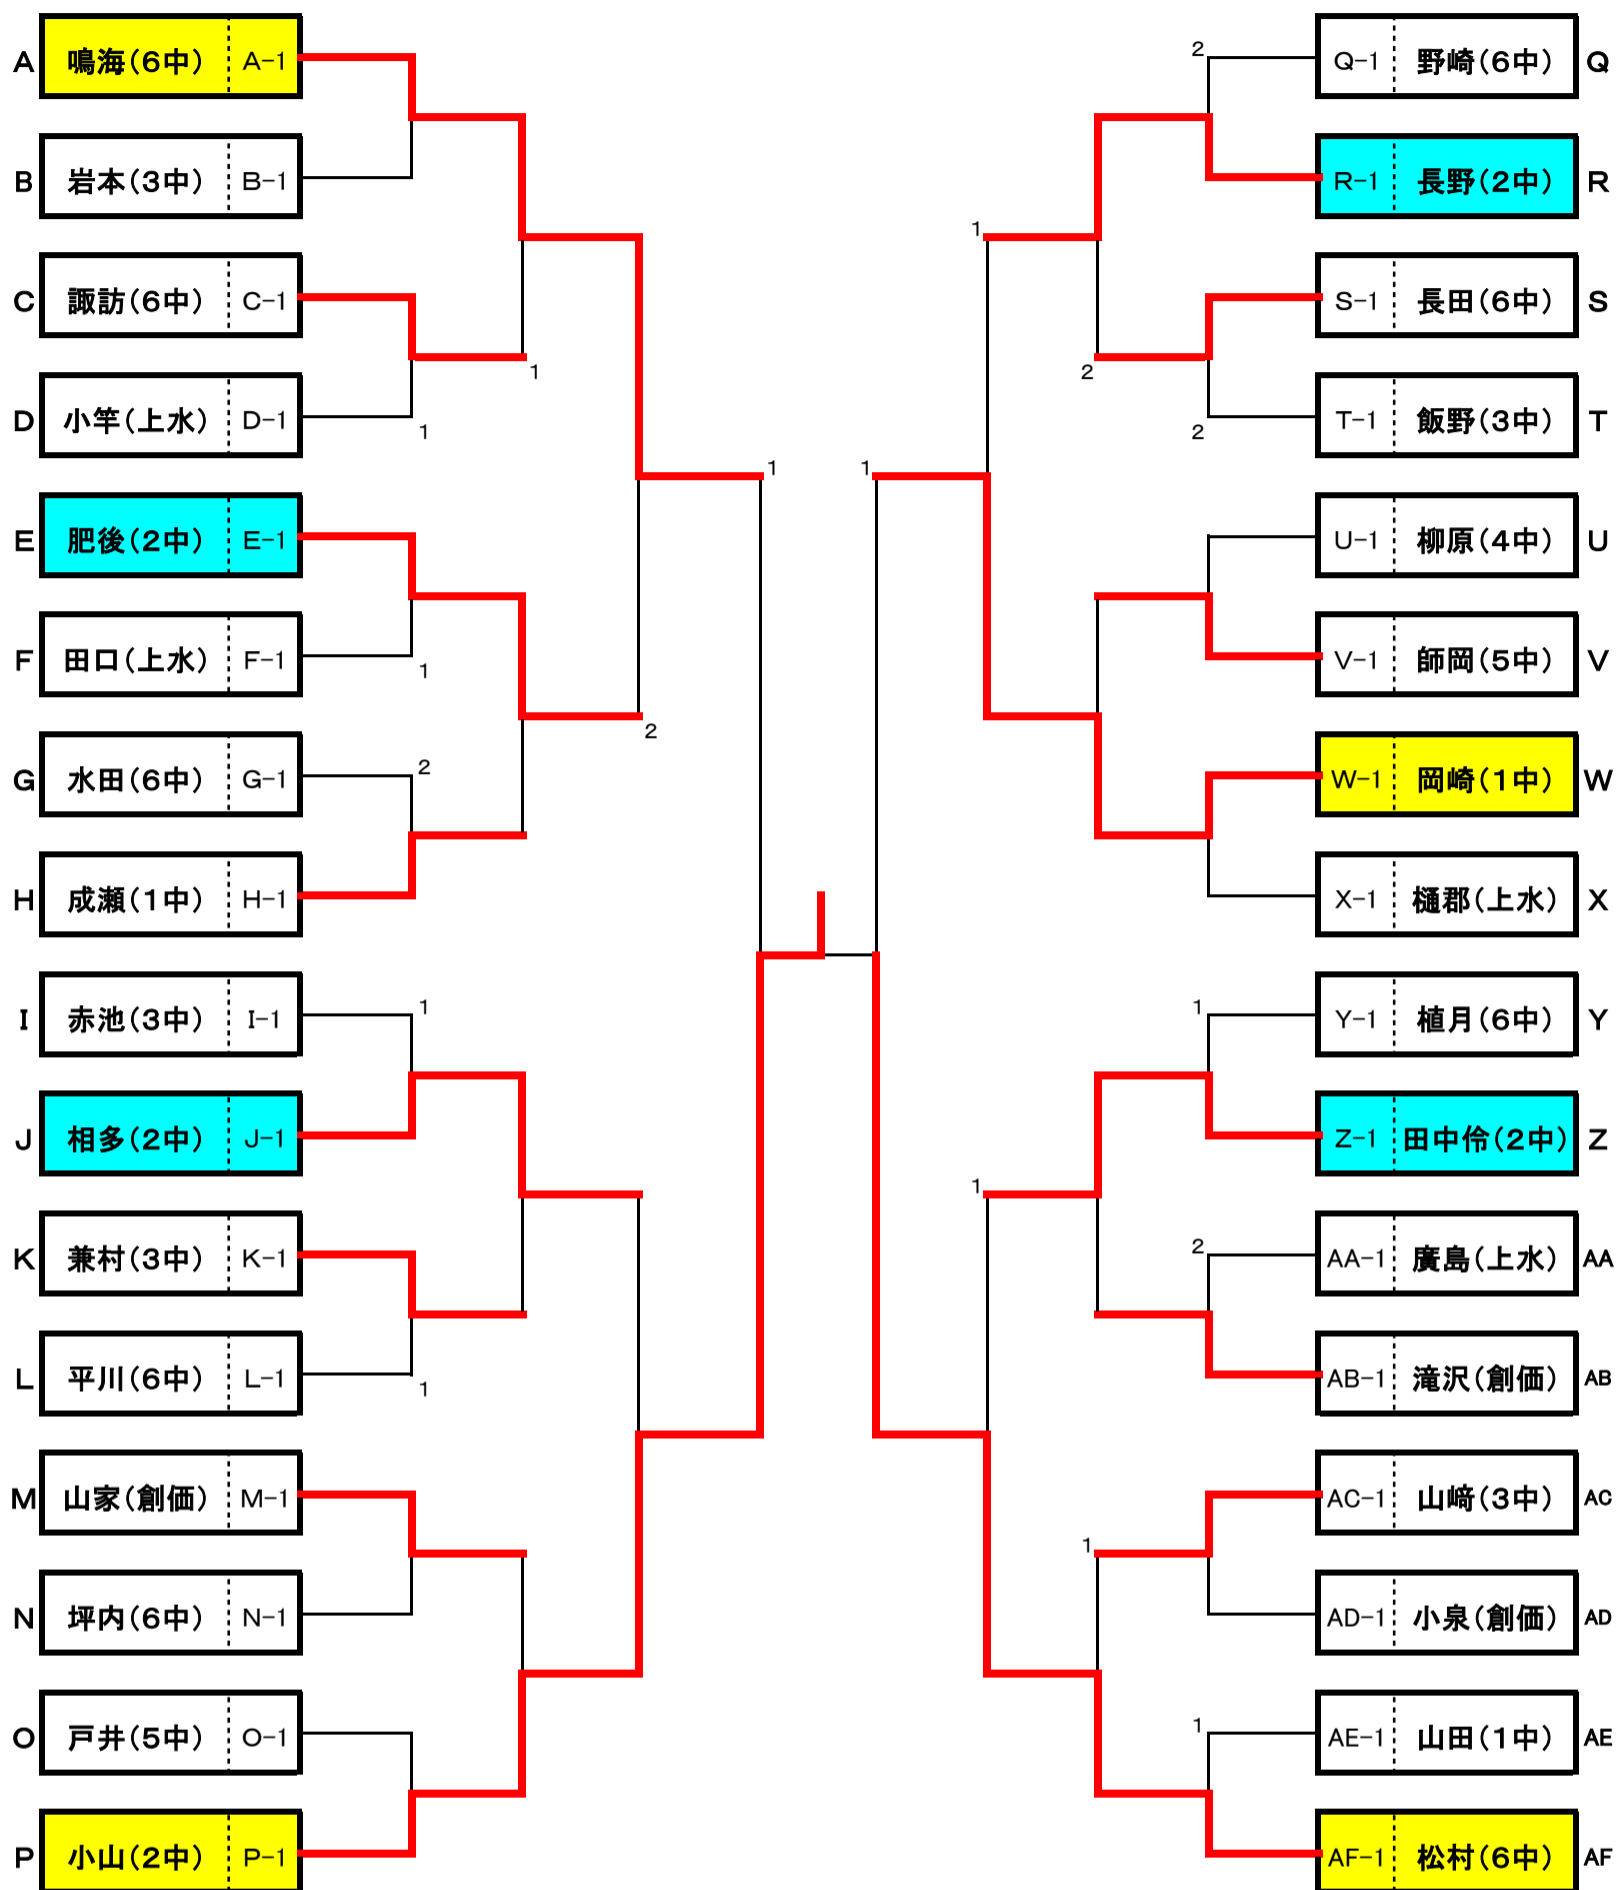 A 鳴海(6中) A-1
B 岩本(3中) B-1
C 諏訪(6中) C-1
D 小竿(上水) D-1
E 肥後(2中) E-1
F 田口(上水) F-1
G 水田(6中) G-1
H 成瀬(1中) H-1
I 赤池(3中) I-1
J 相多(2中) J-1
K 兼村(3中) K-1
L 平川(6中) L-1
M 山家(創価) M-1
N 坪内(6中) N-1
O 戸井(5中) O-1
P 小山(2中) P-1
1
1
1
2
2
1
1
1
2
1
2
2
1
1
1
2
1
1
Q-1 野崎(6中) Q
R-1 長野(2中) R
S-1 長田(6中) S
T-1 飯野(3中) T
U-1 柳原(4中) U
V-1 師岡(5中) V
W-1 岡崎(1中) W
X-1 樋郡(上水) X
Y-1 植月(6中) Y
Z-1 田中伶(2中) Z
AA-1 廣島(上水) AA
AB-1 滝沢(創価) AB
AC-1 山﨑(3中) AC
AD-1 小泉(創価) AD
AE-1 山田(1中) AE
AF-1 松村(6中) AF